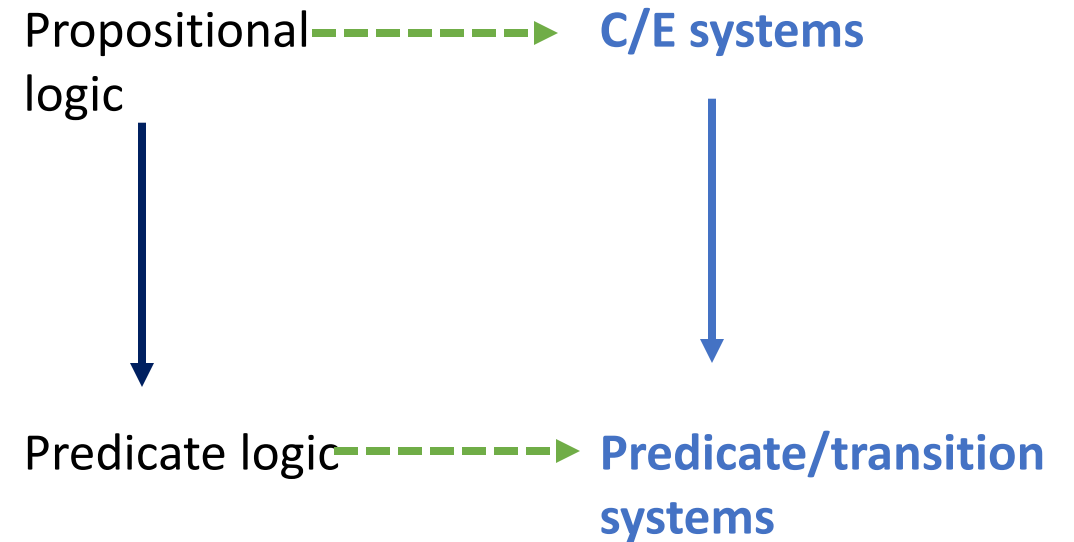 Propositional
logic
C/E systems
Predicate logic
Predicate/transition
systems